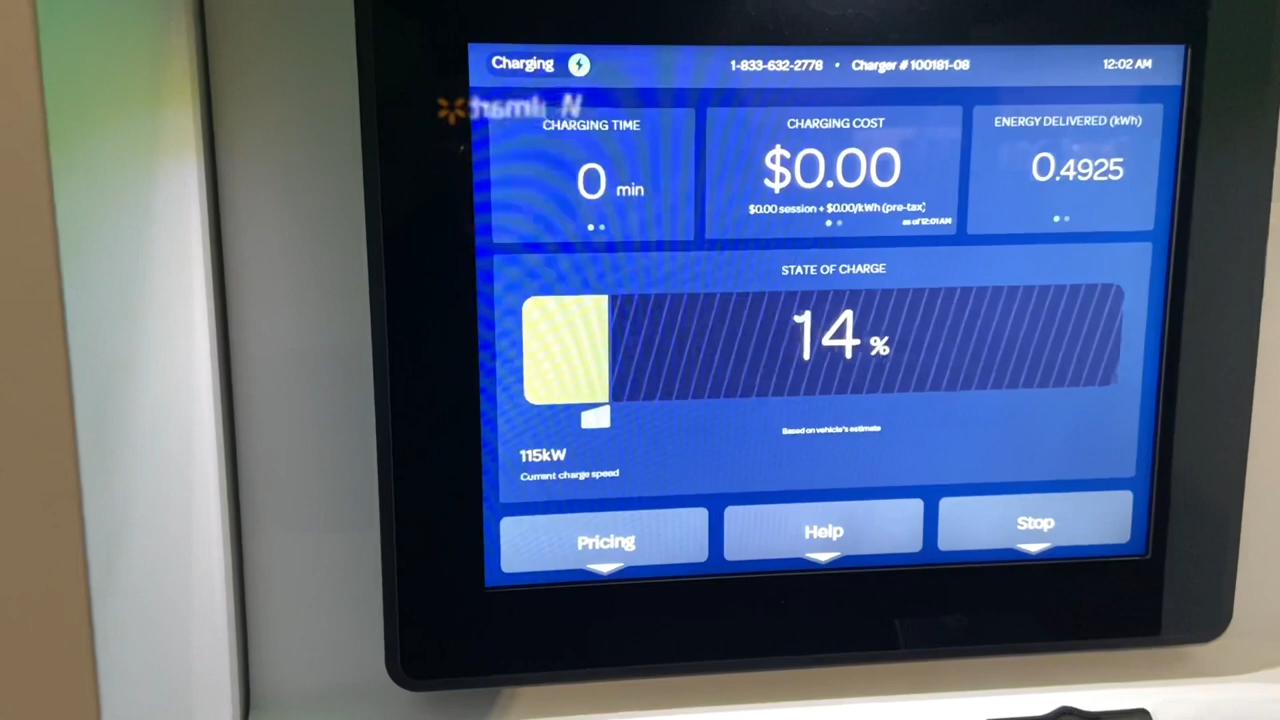 Charging
1-833-632-2778 • Charger # 100181-08
12:02 AM
Walmart
CHARGING TIME
0 min
CHARGING COST
$0.00
$0.00 session + $0.00/kWh (pre-tax)
as of 12:01 AM
ENERGY DELIVERED (kWh)
0.4925
STATE OF CHARGE
14 %
Based on vehicle's estimate
115kW
Current charge speed
Pricing
Help
Stop